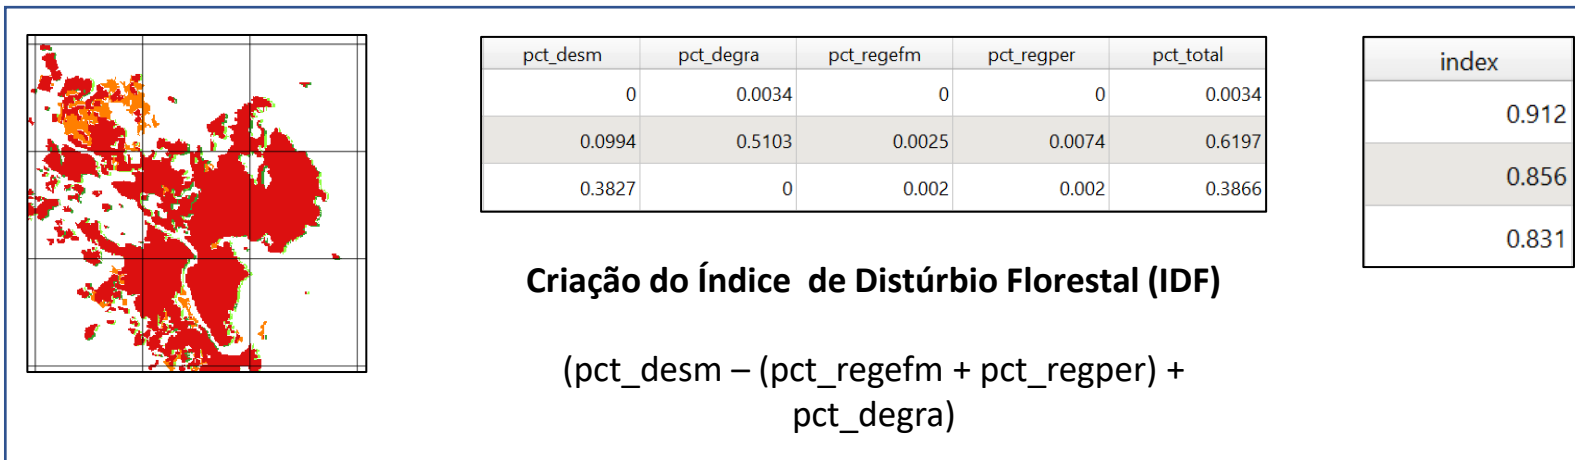 pct_desm pct_degra pct_regefm pct_regper pct_total
0 0.0034 0 0 0.0034
0.0994 0.5103 0.0025 0.0074 0.6197
0.3827 0 0.002 0.002 0.3866
index
0.912
0.856
0.831
Criação do Índice de Distúrbio Florestal (IDF)
(pct_desm – (pct_regefm + pct_regper) +
pct_degra)